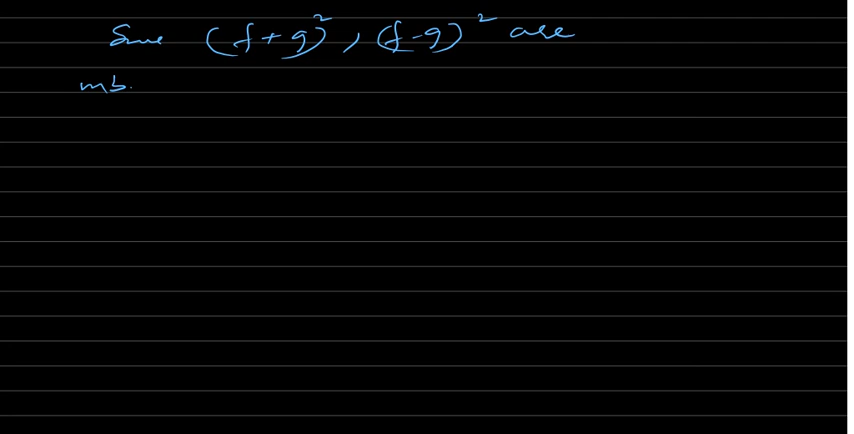 Since (f+g)², (f-g)² are
mb.